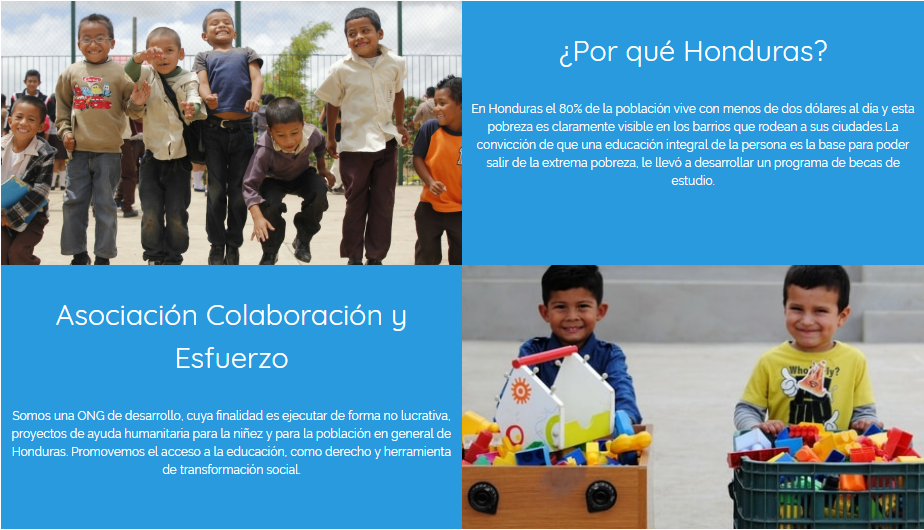 ¿Por qué Honduras?
En Honduras el 80% de la población vive con menos de dos dólares al día y esta
pobreza es claramente visible en los barrios que rodean a sus ciudades.La
convicción de que una educación integral de la persona es la base para poder
salir de la extrema pobreza, le llevó a desarrollar un programa de becas de
estudio.
Asociación Colaboración y
Esfuerzo
Somos una ONG de desarrollo, cuya finalidad es ejecutar de forma no lucrativa,
proyectos de ayuda humanitaria para la niñez y para la población en general de
Honduras. Promovemos el acceso a la educación, como derecho y herramienta
de transformación social.